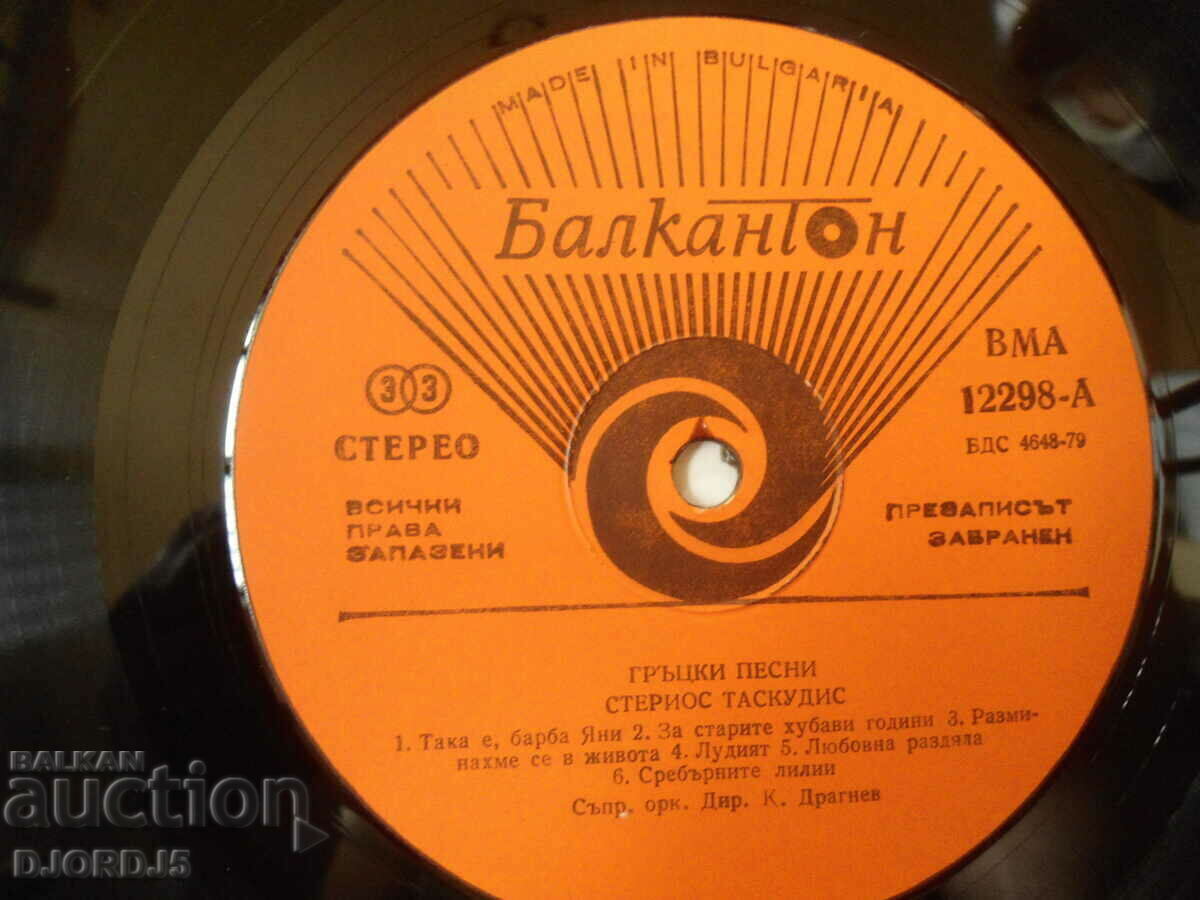 MADE IN BULGARIA
Балкантон
33
СТЕРЕО
ВСИЧКИ
ПРАВА
ЗАПАЗЕНИ
ВМА
12298-А
БДС 4648-79
ПРЕЗАПИСЪТ
ЗАБРАНЕН
ГРЪЦКИ ПЕСНИ
СТЕРИОС ТАСКУДИС
1. Така е, барба Яни 2. За старите хубави години 3. Разми-
нахме се в живота 4. Лудият 5. Любовна раздяла
6. Сребърните лилии
Съпр. орк. Дир. К. Драгнев
BALKAN
auction
DJORDJ5